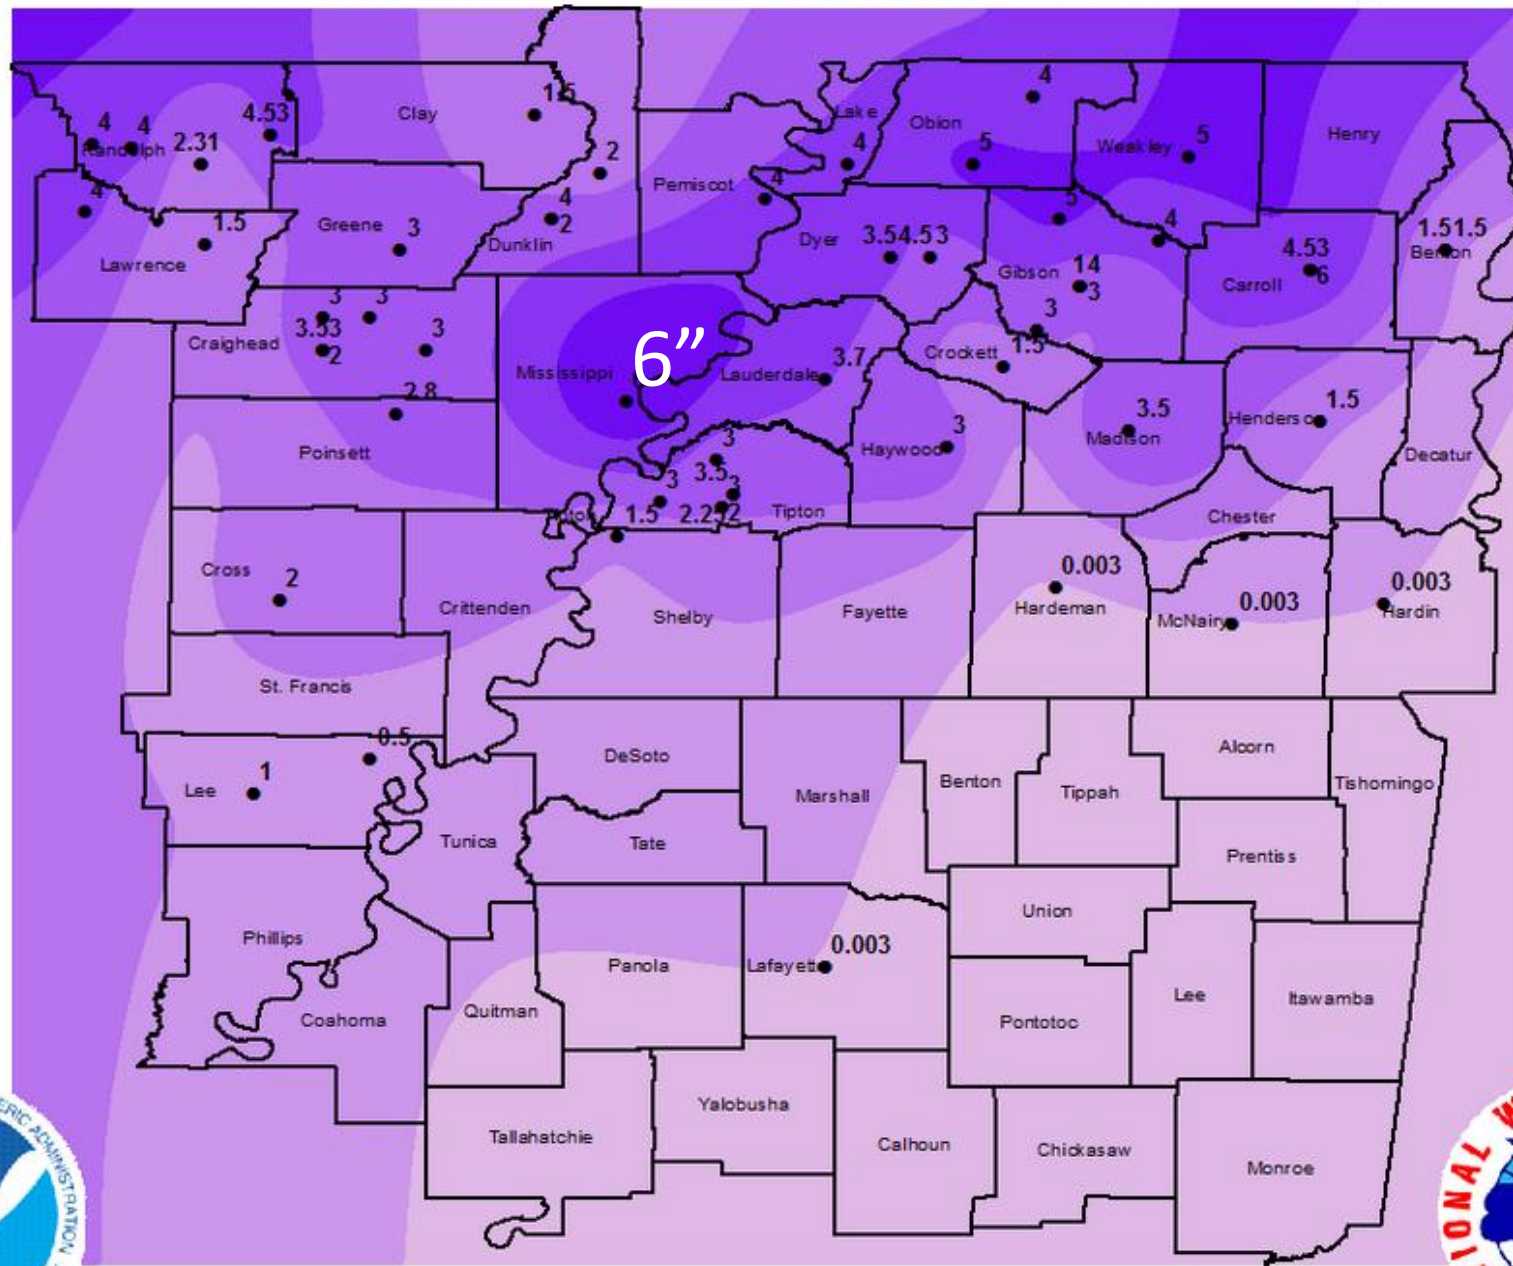 4
1.5
4.53
Clay
4
4
2.31
Randolph
Lake
Obion
Weakley
5
Henry
4
5
2
Pemiscot
4
4
4
2
1.5
Greene
3
Dunklin
Lawrence
Dyer
3.54.53
5
4
Gibson
14
3
4.53
6
Carroll
1.51.5
Benton
3
3
3.53
2
3
Craighead
6”
Mississippi
Lauderdale
3.7
3
Crockett
1.5
2.8
Poinsett
3
Haywood
3.5
Madison
1.5
Henderson
Decatur
3
3
3.5
3
1.5
2.252
Tipton
Chester
Cross
2
Crittenden
Shelby
Fayette
0.003
Hardeman
0.003
McNairy
0.003
Hardin
St. Francis
0.5
Lee
1
DeSoto
Marshall
Benton
Tippah
Alcorn
Tishomingo
Tunica
Tate
Prentiss
Phillips
Union
Panola
0.003
Lafayette
Lee
Itawamba
Coahoma
Quitman
Pontotoc
Yalobusha
Tallahatchie
Calhoun
Chickasaw
Monroe
ERIC ADMINISTRATION
IONAL W